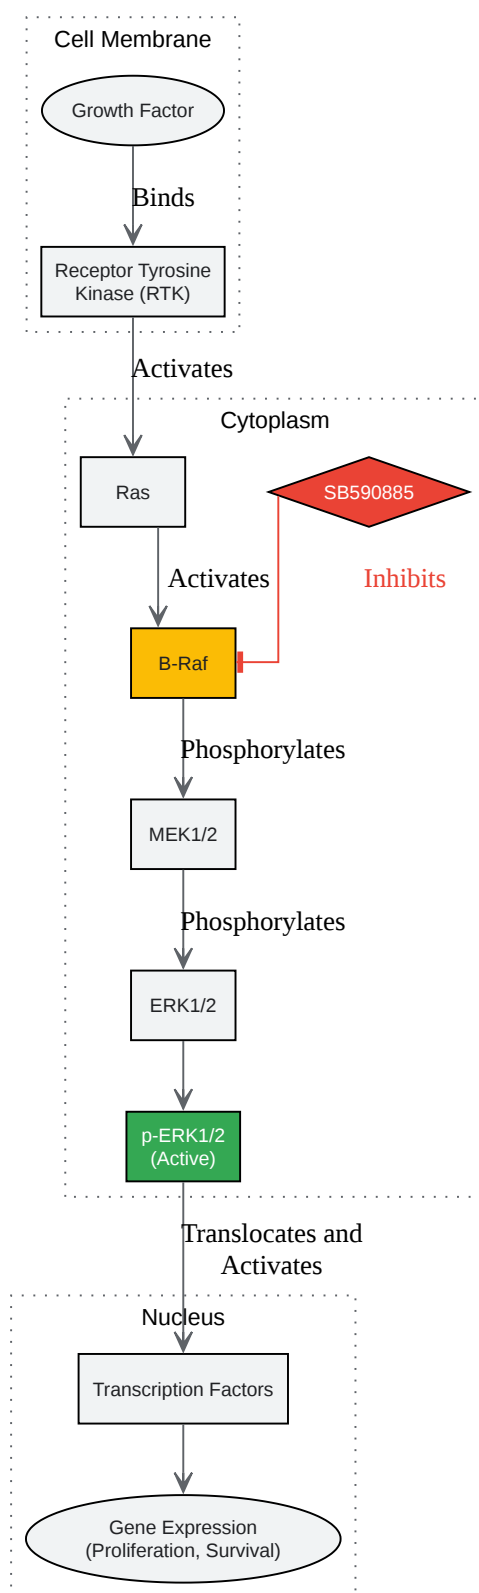 Cell Membrane
Growth Factor
Binds
Receptor Tyrosine
Kinase (RTK)
Activates
Cytoplasm
Ras
SB590885
Activates
Inhibits
B-Raf
Phosphorylates
MEK1/2
Phosphorylates
ERK1/2
p-ERK1/2
(Active)
Translocates and
Activates
Nucleus
Transcription Factors
Gene Expression
(Proliferation, Survival)